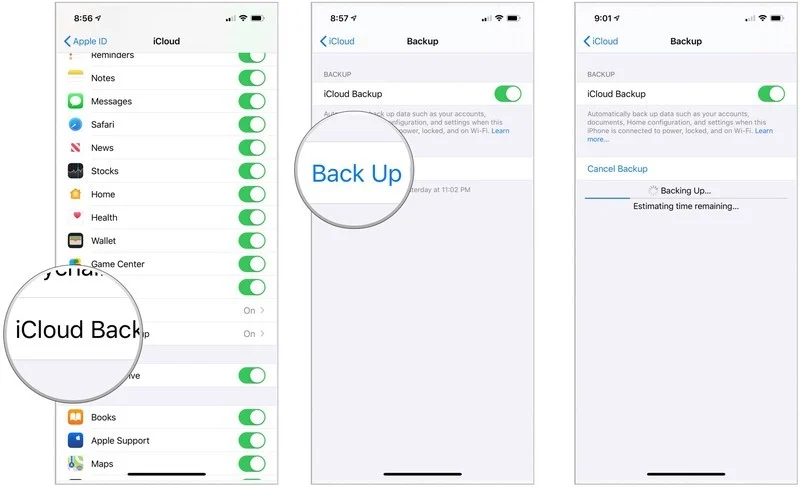 8:56
Apple ID
iCloud
Reminders
Notes
Messages
Safari
News
Stocks
Home
Health
Wallet
Game Center
On
iCloud Back
On
Books
Apple Support
Maps
8:57
iCloud
Backup
BACKUP
iCloud Backup
back up data such as your accounts,
configuration, and settings when this
power, locked, and on Wi-Fi. Learn
Back Up
at 11:02 PM
9:01
iCloud
Backup
BACKUP
iCloud Backup
Automatically back up data such as your accounts,
documents, Home configuration, and settings when this
iPhone is connected to power, locked, and on Wi-Fi. Learn
more...
Cancel Backup
Backing Up...
Estimating time remaining...